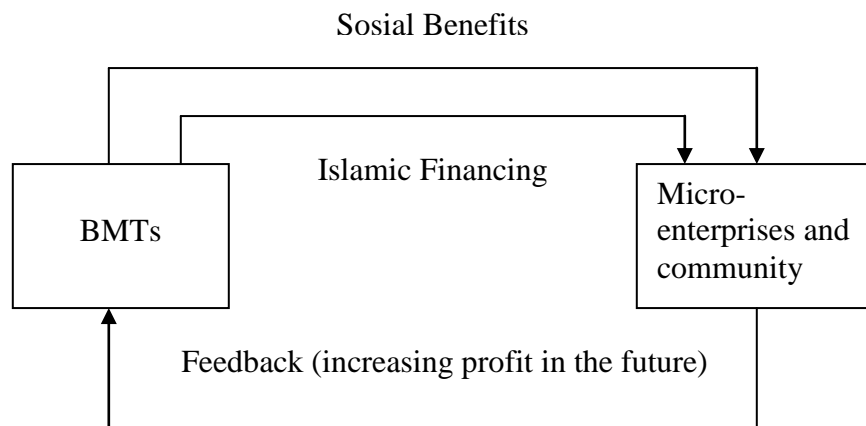 Sosial Benefits
Islamic Financing
BMTs
Micro-
enterprises and
community
Feedback (increasing profit in the future)